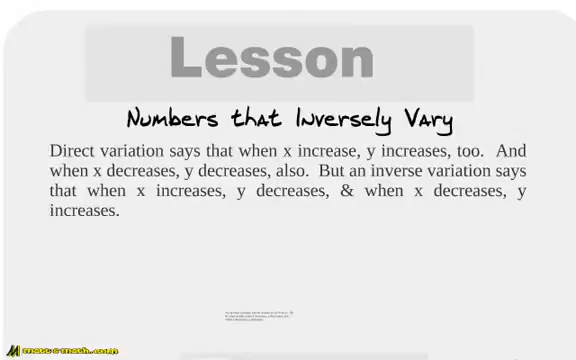 Lesson
Numbers that Inversely Vary
Direct variation says that when x increase, y increases, too. And
when x decreases, y decreases, also. But an inverse variation says
that when x increases, y decreases, & when x decreases, y
increases.